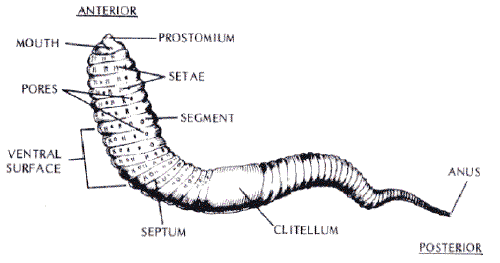 ANTERIOR
MOUTH
PROSTOMIUM
SETAE
PORES
SEGMENT
VENTRAL
SURFACE
ANUS
SEPTUM
CLITELLUM
POSTERIOR